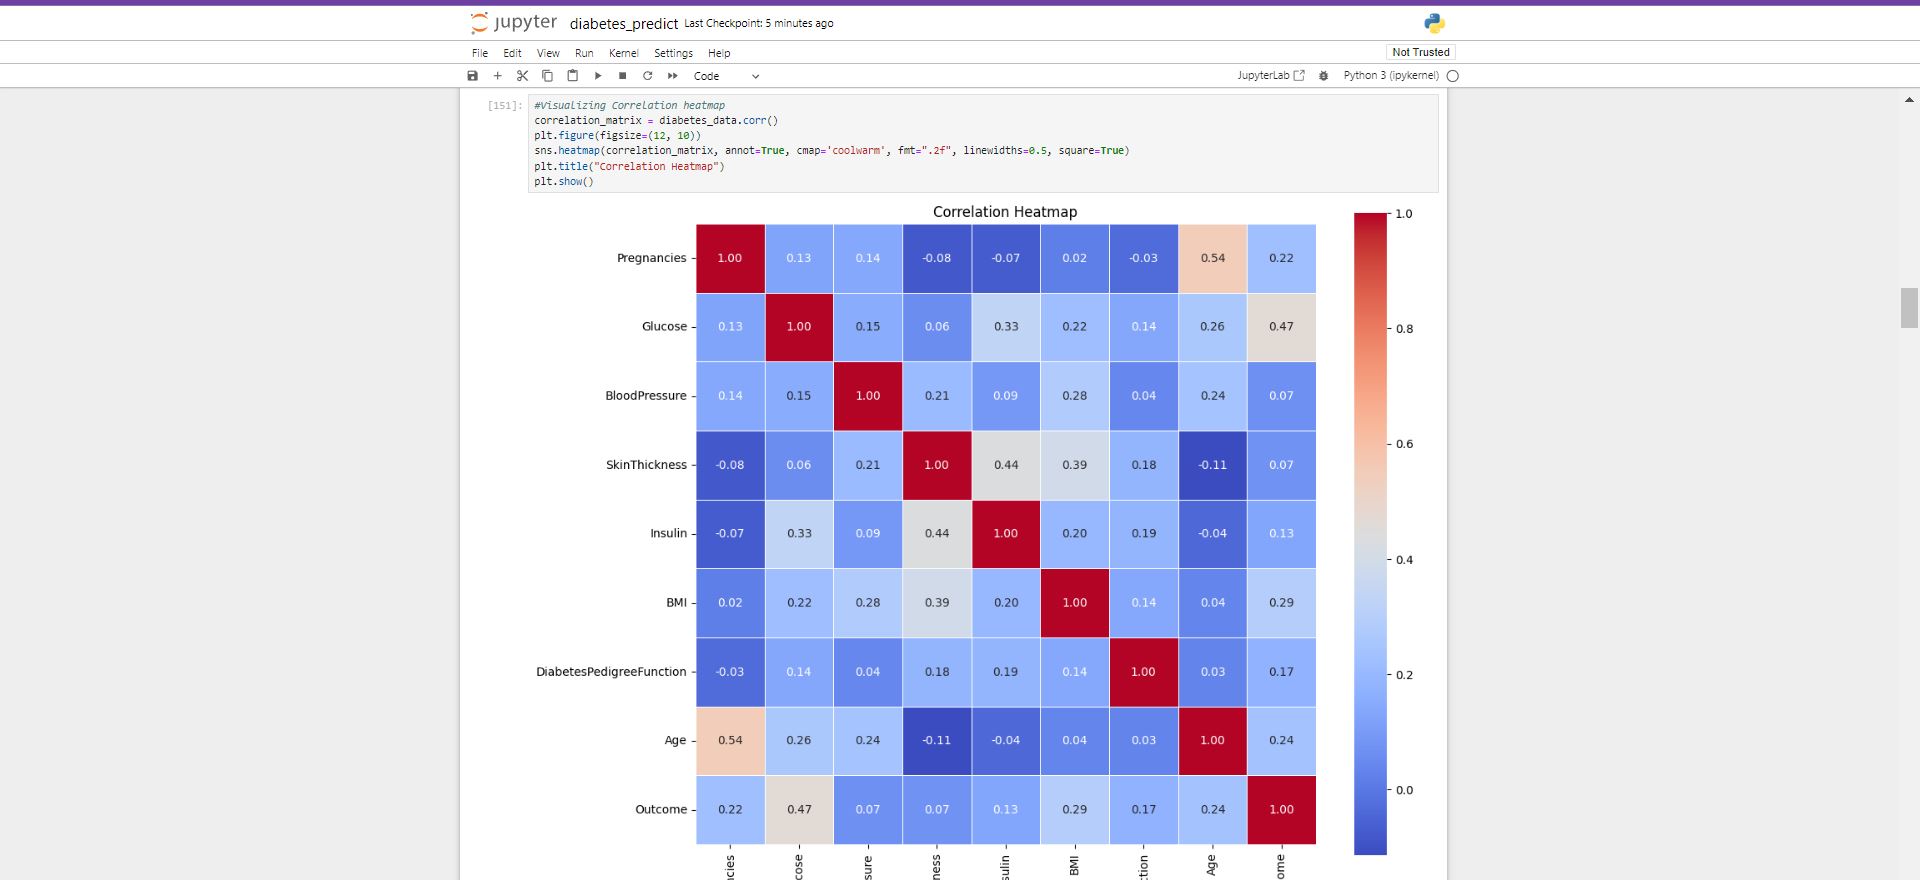 jupyter diabetes_predict Last Checkpoint: 5 minutes ago
File Edit View Run Kernel Settings Help Not Trusted
Code JupyterLab Python 3 (ipykernel)
[151]: #Visualizing Correlation heatmap
correlation_matrix = diabetes_data.corr()
plt.figure(figsize=(12, 10))
sns.heatmap(correlation_matrix, annot=True, cmap='coolwarm', fmt=".2f", linewidths=0.5, square=True)
plt.title("Correlation Heatmap")
plt.show()
Correlation Heatmap
Pregnancies 1.00 0.13 0.14 -0.08 -0.07 0.02 -0.03 0.54 0.22
Glucose 0.13 1.00 0.15 0.06 0.33 0.22 0.14 0.26 0.47
BloodPressure 0.14 0.15 1.00 0.21 0.09 0.28 0.04 0.24 0.07
SkinThickness -0.08 0.06 0.21 1.00 0.44 0.39 0.18 -0.11 0.07
Insulin -0.07 0.33 0.09 0.44 1.00 0.20 0.19 -0.04 0.13
BMI 0.02 0.22 0.28 0.39 0.20 1.00 0.14 0.04 0.29
DiabetesPedigreeFunction -0.03 0.14 0.04 0.18 0.19 0.14 1.00 0.03 0.17
Age 0.54 0.26 0.24 -0.11 -0.04 0.04 0.03 1.00 0.24
Outcome 0.22 0.47 0.07 0.07 0.13 0.29 0.17 0.24 1.00
cies cose sure ness sulin BMI ction Age ome
1.0
0.8
0.6
0.4
0.2
0.0